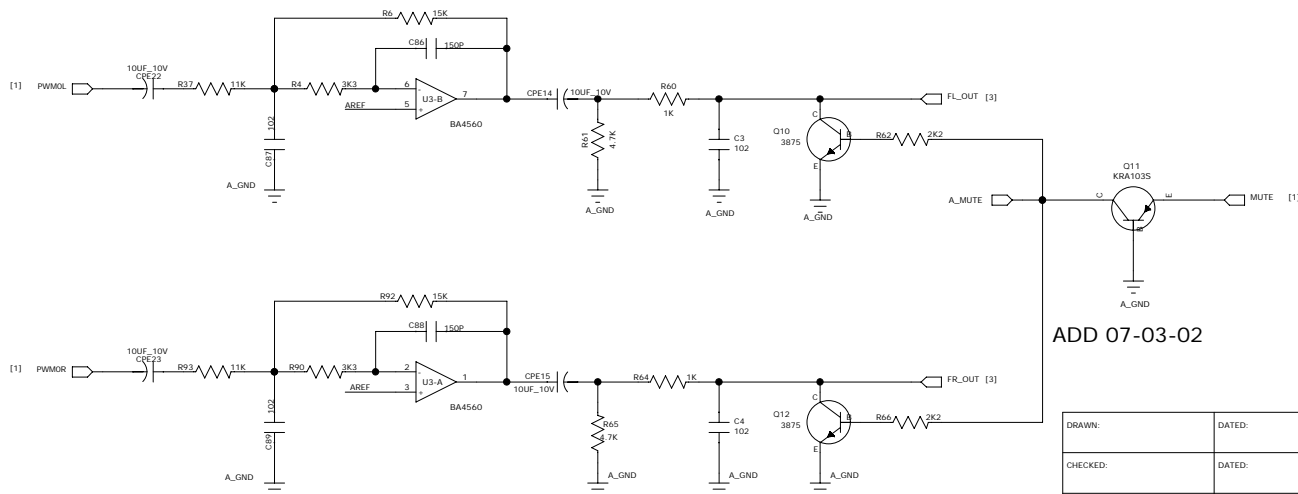 R6 15K
C86 150P
10UF_10V
CPE22
[1] PWM0L
R37 11K
R4 3K3
6 -
U3-B 7
AREF 5 +
BA4560
102
C87
A_GND
CPE14 10UF_10V
R60
1K
R61
4.7K
A_GND
C3
102
A_GND
FL_OUT [3]
C
Q10
3875
B
E
R62 2K2
A_GND
A_MUTE
Q11
KRA103S
C
E
B
MUTE [1]
A_GND
ADD 07-03-02
R92 15K
C88 150P
10UF_10V
CPE23
[1] PWM0R
R93 11K
R90 3K3
2 -
U3-A 1
AREF 3 +
BA4560
102
C89
A_GND
CPE15
10UF_10V
R64 1K
R65
4.7K
A_GND
C4
102
A_GND
FR_OUT [3]
C
Q12
3875
B
E
R66 2K2
A_GND
DRAWN: DATED:
CHECKED: DATED: